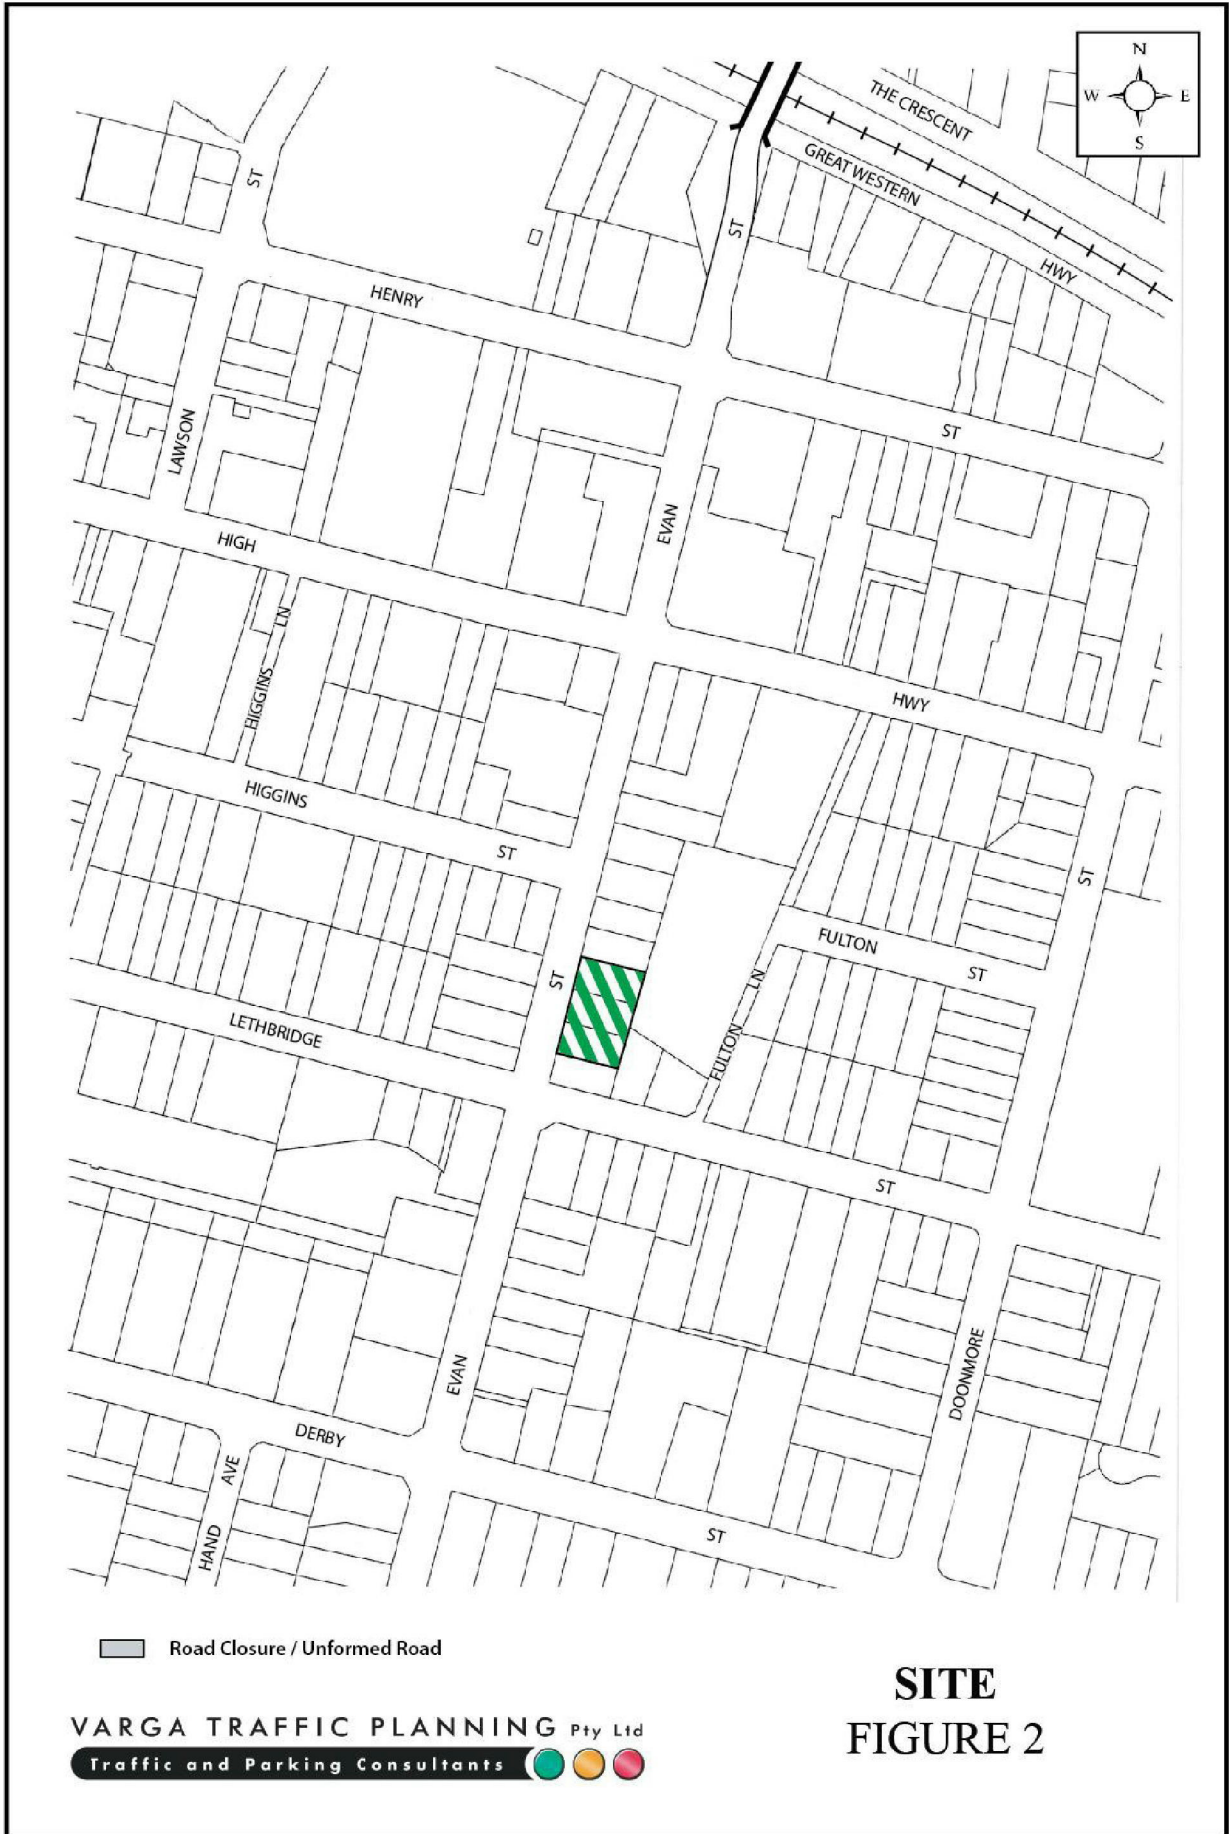 N
W E
S
THE CRESCENT
GREAT WESTERN
HWY
ST
ST
HENRY
ST
LAWSON
EVAN
HIGH
HIGGINS LN
HWY
HIGGINS
ST
ST
FULTON
ST
ST
FULTON LN
LETHBRIDGE
ST
EVAN
DOONMORE
DERBY
HAND AVE
ST
Road Closure / Unformed Road
SITE
FIGURE 2
VARGA TRAFFIC PLANNING Pty Ltd
Traffic and Parking Consultants